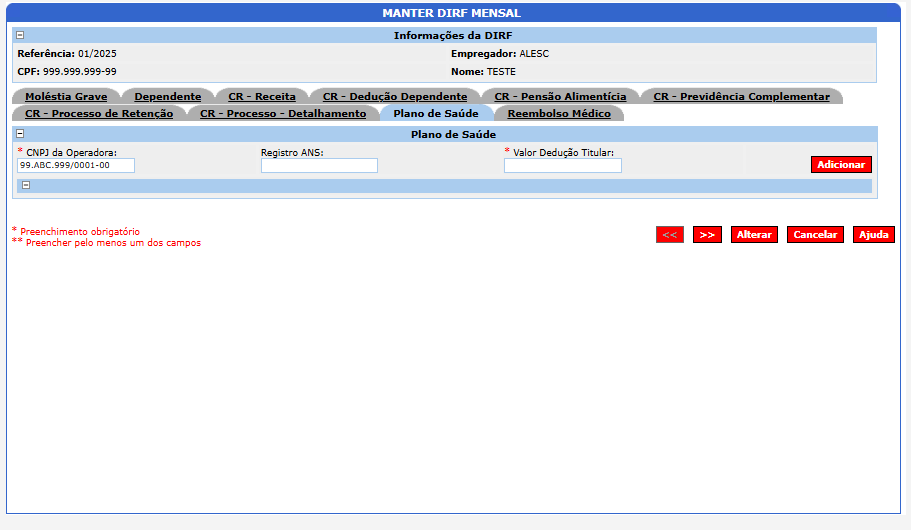 MANTER DIRF MENSAL
Informações da DIRF
Referência: 01/2025 Empregador: ALESC
CPF: 999.999.999-99 Nome: TESTE
Moléstia Grave Dependente CR - Receita CR - Dedução Dependente CR - Pensão Alimentícia CR - Previdência Complementar
CR - Processo de Retenção CR - Processo - Detalhamento Plano de Saúde Reembolso Médico
Plano de Saúde
* CNPJ da Operadora: Registro ANS: * Valor Dedução Titular:
99.ABC.999/0001-00 Adicionar
* Preenchimento obrigatório
** Preencher pelo menos um dos campos
<< >> Alterar Cancelar Ajuda